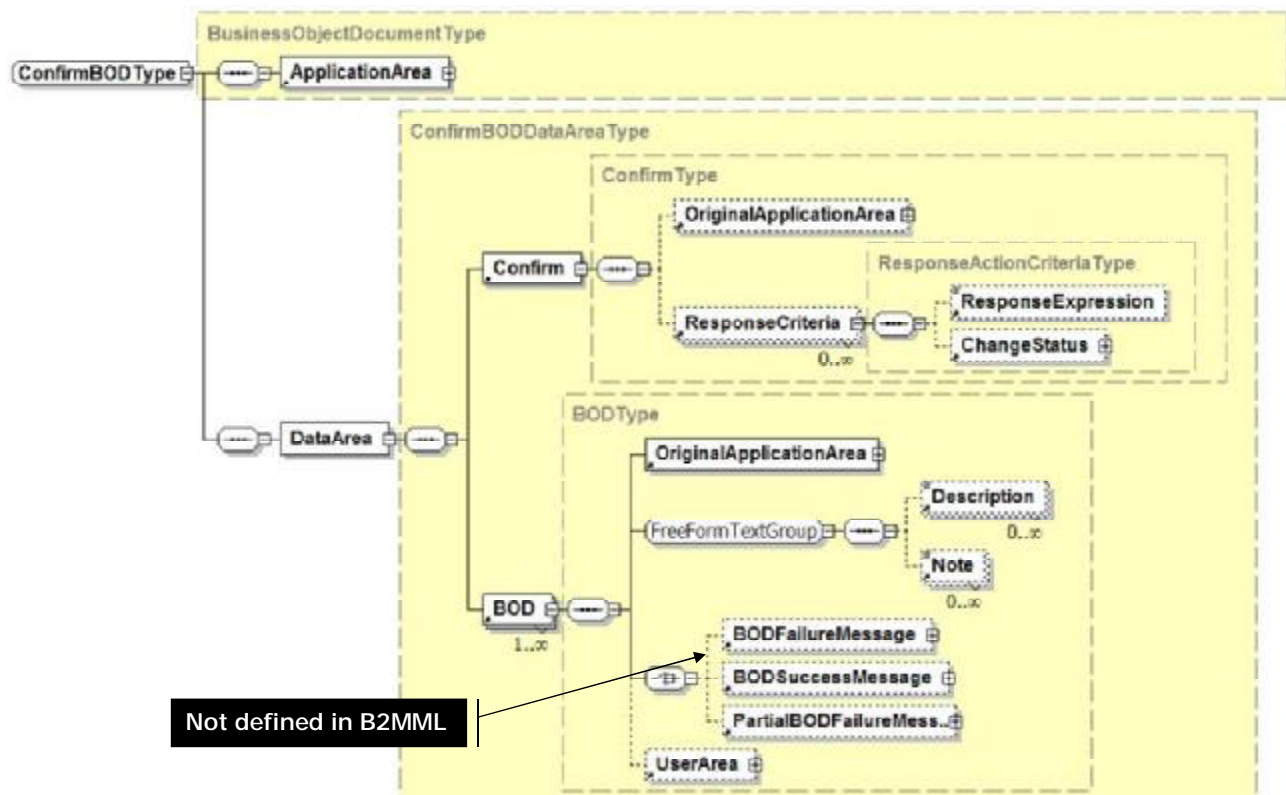 BusinessObjectDocumentType
ConfirmBODType
ApplicationArea
ConfirmBODDataAreaType
ConfirmType
OriginalApplicationArea
Confirm
ResponseActionCriteriaType
ResponseExpression
ResponseCriteria
0..∞
ChangeStatus
BODType
DataArea
OriginalApplicationArea
FreeFormTextGroup
Description
0..∞
Note
0..∞
BOD
1..∞
BODFailureMessage
BODSuccessMessage
PartialBODFailureMess..
UserArea
Not defined in B2MML